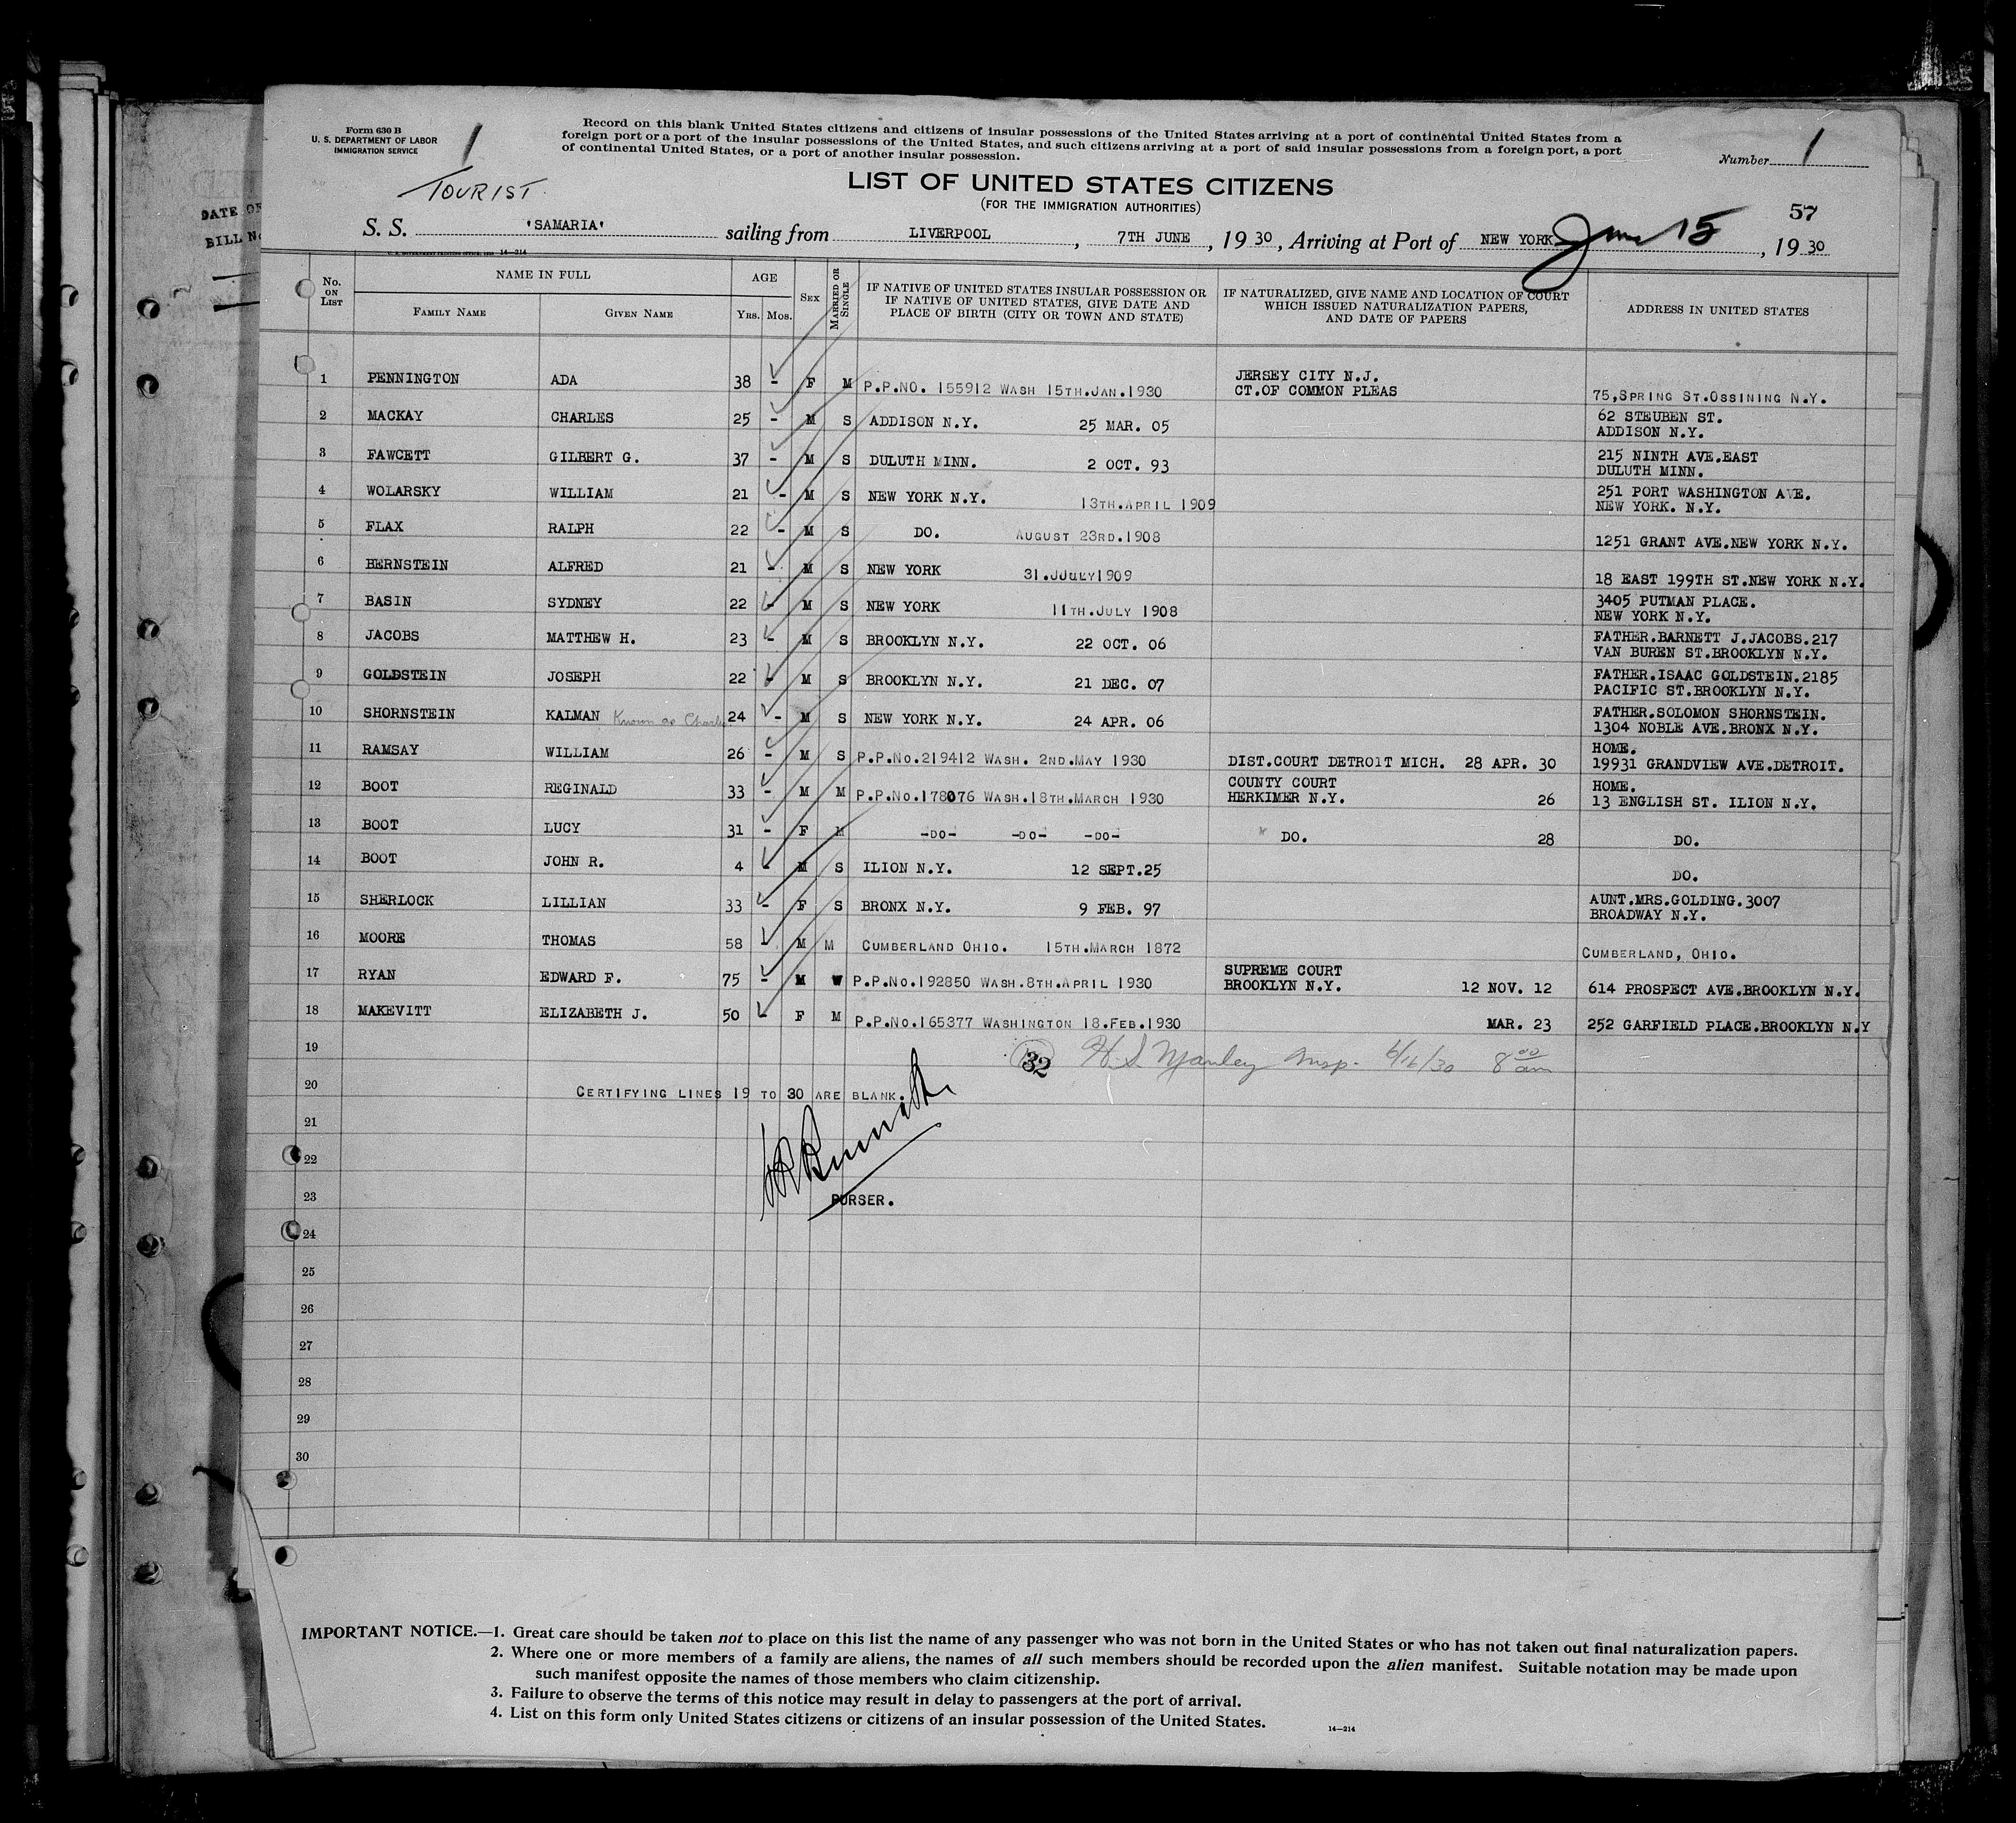 Form 630 B
U. S. DEPARTMENT OF LABOR
IMMIGRATION SERVICE
1
TOURIST
Record on this blank United States citizens and citizens of insular possessions of the United States arriving at a port of continental United States from a
foreign port or a port of the insular possessions of the United States, and such citizens arriving at a port of said insular possessions from a foreign port, a port
of continental United States, or a port of another insular possession.
Number 1
LIST OF UNITED STATES CITIZENS
(FOR THE IMMIGRATION AUTHORITIES)
57
DATE OF
BILL No
S. S. 'SAMARIA' sailing from LIVERPOOL, 7TH JUNE, 1930, Arriving at Port of NEW YORK June 15, 1930
14—214
No. ON LIST NAME IN FULL FAMILY NAME GIVEN NAME AGE YRS. MOS. SEX MARRIED OR SINGLE IF NATIVE OF UNITED STATES INSULAR POSSESSION OR IF NATIVE OF UNITED STATES, GIVE DATE AND PLACE OF BIRTH (CITY OR TOWN AND STATE) IF NATURALIZED, GIVE NAME AND LOCATION OF COURT WHICH ISSUED NATURALIZATION PAPERS, AND DATE OF PAPERS ADDRESS IN UNITED STATES
1 PENNINGTON ADA 38 - F M P.P.NO. 155912 WASH 15TH.JAN.1930 JERSEY CITY N.J. CT.OF COMMON PLEAS 75,SPRING ST.OSSINING N.Y.
2 MACKAY CHARLES 25 - M S ADDISON N.Y. 25 MAR. 05 62 STEUBEN ST. ADDISON N.Y.
3 FAWCETT GILBERT G. 37 - M S DULUTH MINN. 2 OCT. 93 215 NINTH AVE.EAST DULUTH MINN.
4 WOLARSKY WILLIAM 21 - M S NEW YORK N.Y. 13TH.APRIL 1909 251 PORT WASHINGTON AVE. NEW YORK. N.Y.
5 FLAX RALPH 22 - M S DO. AUGUST 23RD.1908 1251 GRANT AVE.NEW YORK N.Y.
6 BERNSTEIN ALFRED 21 - M S NEW YORK 31.JJULY1909 18 EAST 199TH ST.NEW YORK N.Y.
7 BASIN SYDNEY 22 - M S NEW YORK 11TH.JULY 1908 3405 PUTMAN PLACE. NEW YORK N.Y.
8 JACOBS MATTHEW H. 23 - M S BROOKLYN N.Y. 22 OCT. 06 FATHER.BARNETT J.JACOBS.217 VAN BUREN ST.BROOKLYN N.Y.
9 GOLDSTEIN JOSEPH 22 - M S BROOKLYN N.Y. 21 DEC. 07 FATHER.ISAAC GOLDSTEIN.2185 PACIFIC ST.BROOKLYN N.Y.
10 SHORNSTEIN KALMAN Known as 24 - M S NEW YORK N.Y. 24 APR. 06 FATHER.SOLOMON SHORNSTEIN. 1304 NOBLE AVE.BRONX N.Y.
11 RAMSAY WILLIAM 26 - M S P.P.No.219412 WASH. 2ND.MAY 1930 DIST.COURT DETROIT MICH. 28 APR. 30 HOME. 19931 GRANDVIEW AVE.DETROIT.
12 BOOT REGINALD 33 - M M P.P.No.178076 WASH.18TH.MARCH 1930 COUNTY COURT HERKIMER N.Y. 26 HOME. 13 ENGLISH ST. ILION N.Y.
13 BOOT LUCY 31 - F M -DO- -DO- -DO- DO. 28 DO.
14 BOOT JOHN R. 4 - M S ILION N.Y. 12 SEPT.25 DO.
15 SHERLOCK LILLIAN 33 - F S BRONX N.Y. 9 FEB. 97 AUNT.MRS.GOLDING.3007 BROADWAY N.Y.
16 MOORE THOMAS 58 - M M CUMBERLAND OHIO. 15TH.MARCH 1872 CUMBERLAND, OHIO.
17 RYAN EDWARD F. 75 - M W P.P.No.192850 WASH.8TH.APRIL 1930 SUPREME COURT BROOKLYN N.Y. 12 NOV. 12 614 PROSPECT AVE.BROOKLYN N.Y.
18 MAKEVITT ELIZABETH J. 50 - F M P.P.No.165377 WASHINGTON 18.FEB.1930 MAR. 23 252 GARFIELD PLACE.BROOKLYN N.Y
19 32 H. S. Manley Insp. 6/16/30 8 00 am
20 CERTIFYING LINES 19 TO 30 ARE BLANK.
21
22
23 PURSER.
24
25
26
27
28
29
30
IMPORTANT NOTICE.—1. Great care should be taken not to place on this list the name of any passenger who was not born in the United States or who has not taken out final naturalization papers.
2. Where one or more members of a family are aliens, the names of all such members should be recorded upon the alien manifest. Suitable notation may be made upon
such manifest opposite the names of those members who claim citizenship.
3. Failure to observe the terms of this notice may result in delay to passengers at the port of arrival.
4. List on this form only United States citizens or citizens of an insular possession of the United States.
14—214